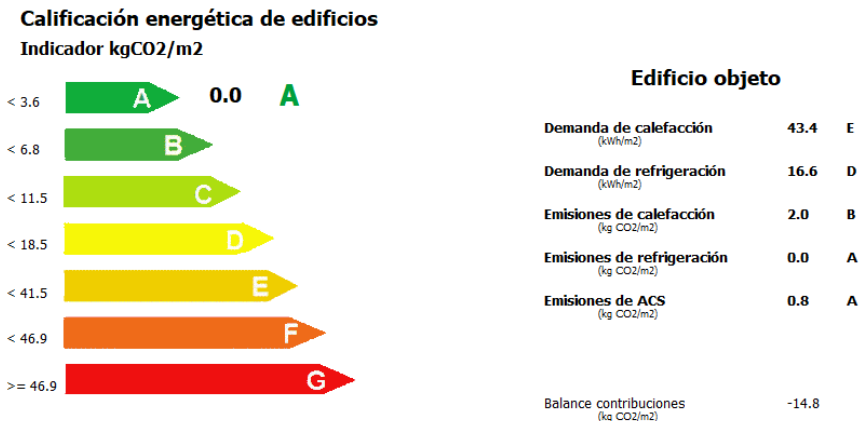 Calificación energética de edificios
Indicador kgCO2/m2
< 3.6 A 0.0 A
< 6.8 B
< 11.5 C
< 18.5 D
< 41.5 E
< 46.9 F
>= 46.9 G
Edificio objeto
Demanda de calefacción 43.4 E
(kWh/m2)
Demanda de refrigeración 16.6 D
(kWh/m2)
Emisiones de calefacción 2.0 B
(kg CO2/m2)
Emisiones de refrigeración 0.0 A
(kg CO2/m2)
Emisiones de ACS 0.8 A
(kg CO2/m2)
Balance contribuciones -14.8
(kg CO2/m2)